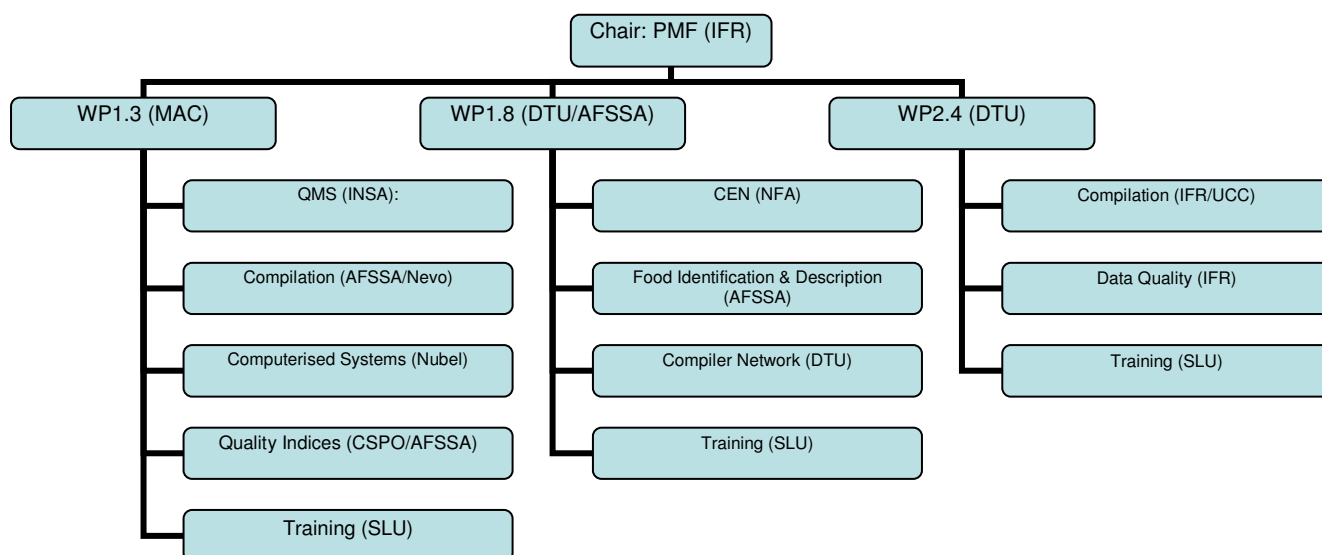 Chair: PMF (IFR)
WP1.3 (MAC)
WP1.8 (DTU/AFSSA)
WP2.4 (DTU)
QMS (INSA):
Compilation (AFSSA/Nevo)
Computerised Systems (Nubel)
Quality Indices (CSPO/AFSSA)
Training (SLU)
CEN (NFA)
Food Identification & Description
(AFSSA)
Compiler Network (DTU)
Training (SLU)
Compilation (IFR/UCC)
Data Quality (IFR)
Training (SLU)